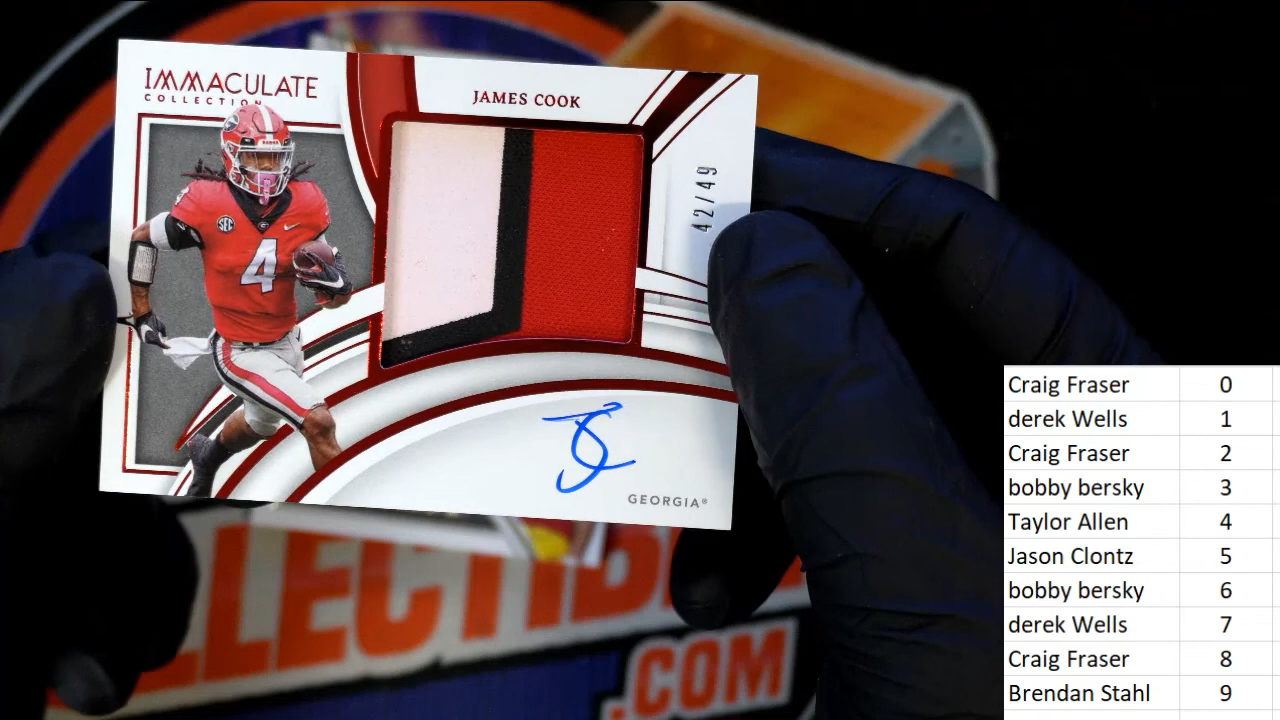 IMMACULATE
COLLECTION
JAMES COOK
42/49
SEC
4
GEORGIA®
LECTIBL
.COM
Craig Fraser 0
derek Wells 1
Craig Fraser 2
bobby bersky 3
Taylor Allen 4
Jason Clontz 5
bobby bersky 6
derek Wells 7
Craig Fraser 8
Brendan Stahl 9